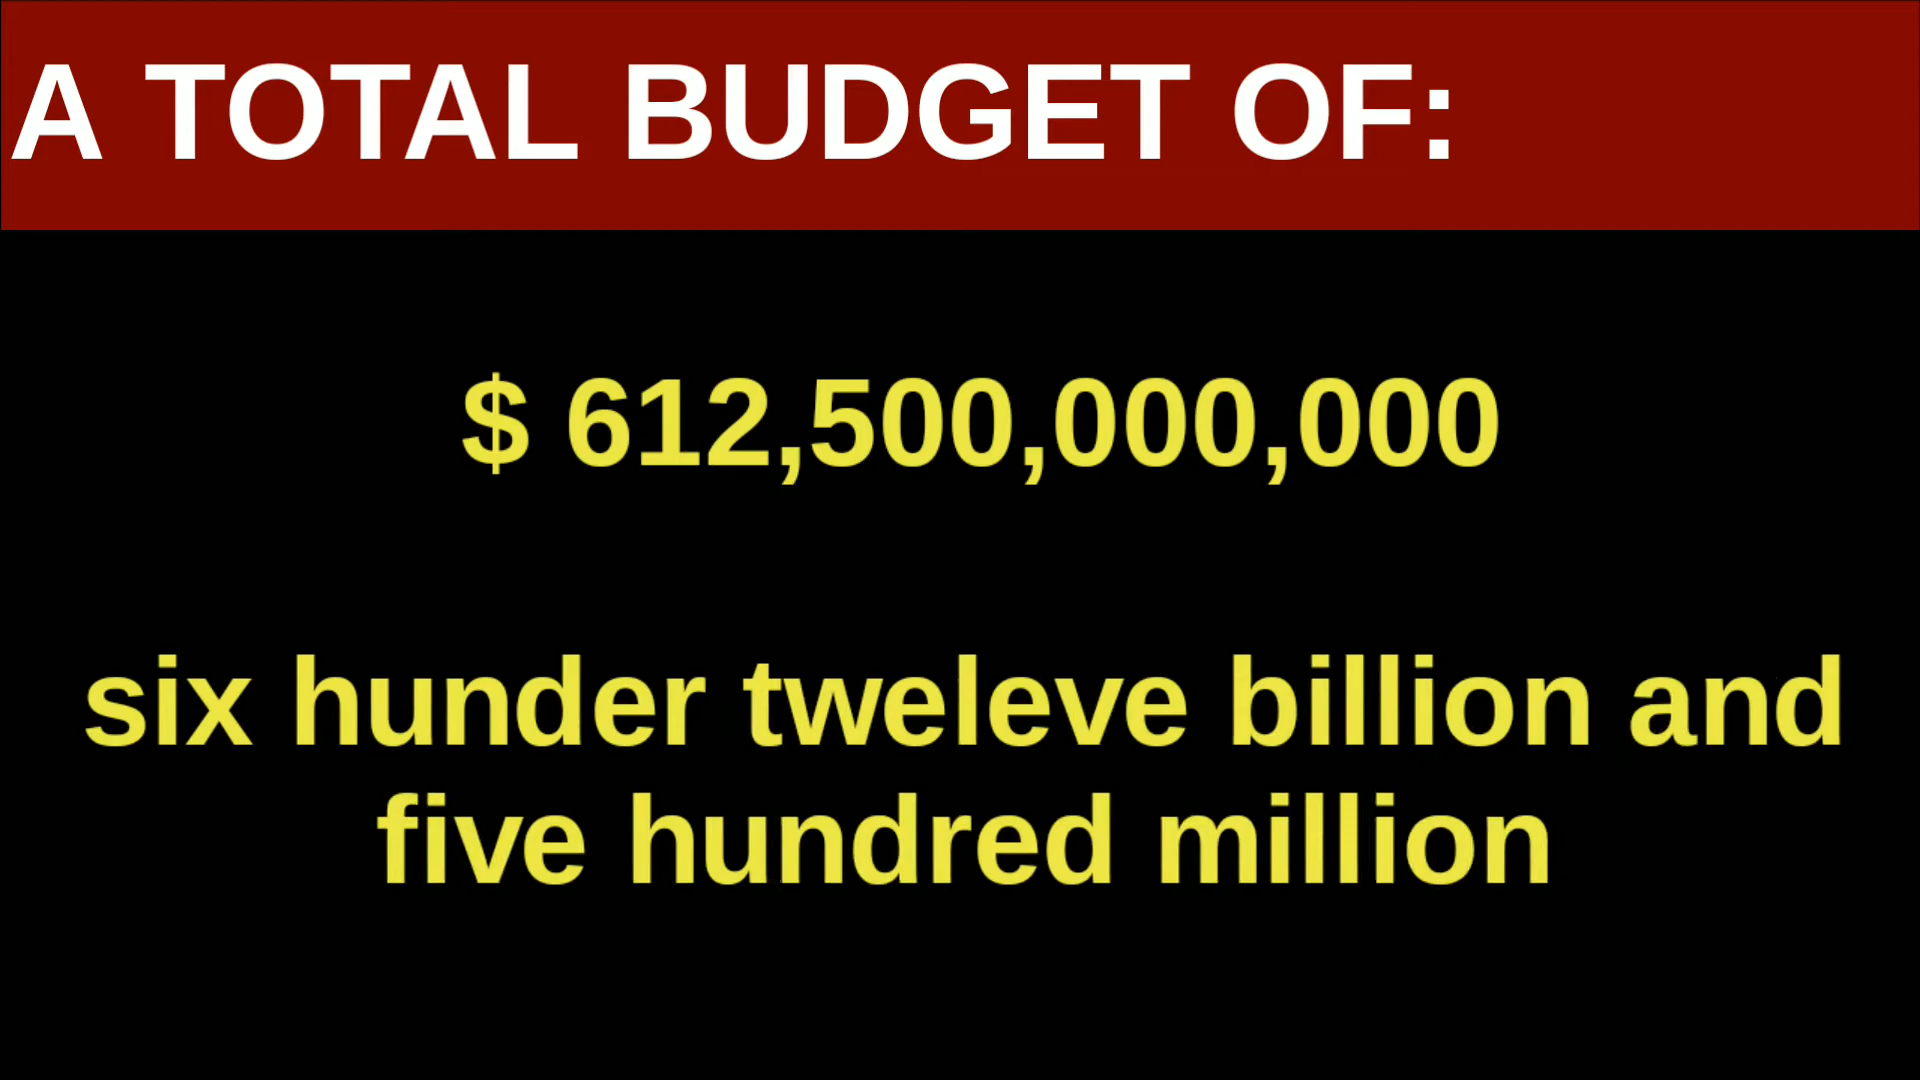 A TOTAL BUDGET OF:
$ 612,500,000,000
six hunder tweleve billion and
five hundred million